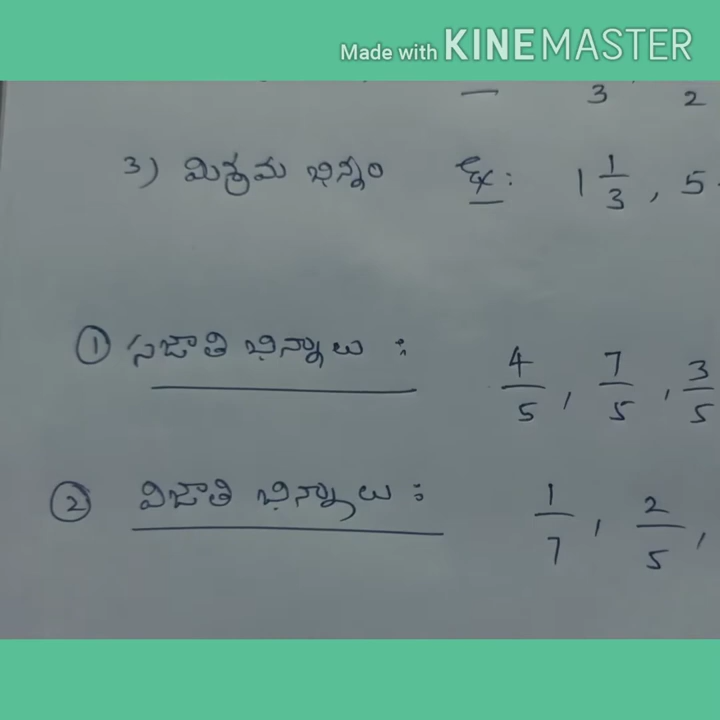 Made with KINEMASTER
3 2
3) మిశ్రమ భిన్నం Ex: 1 1/3, 5
① సజాతి భిన్నాలు : 4/5, 7/5, 3/5
② విజాతి భిన్నాలు : 1/7, 2/5,